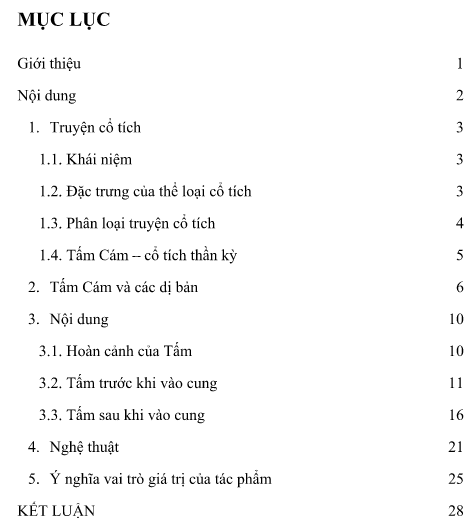 MỤC LỤC
Giới thiệu 1
Nội dung 2
1. Truyện cổ tích 3
1.1. Khái niệm 3
1.2. Đặc trưng của thể loại cổ tích 3
1.3. Phân loại truyện cổ tích 4
1.4. Tấm Cám – cổ tích thần kỳ 5
2. Tấm Cám và các dị bản 6
3. Nội dung 10
3.1. Hoàn cảnh của Tấm 10
3.2. Tấm trước khi vào cung 11
3.3. Tấm sau khi vào cung 16
4. Nghệ thuật 21
5. Ý nghĩa vai trò giá trị của tác phẩm 25
KẾT LUẬN 28